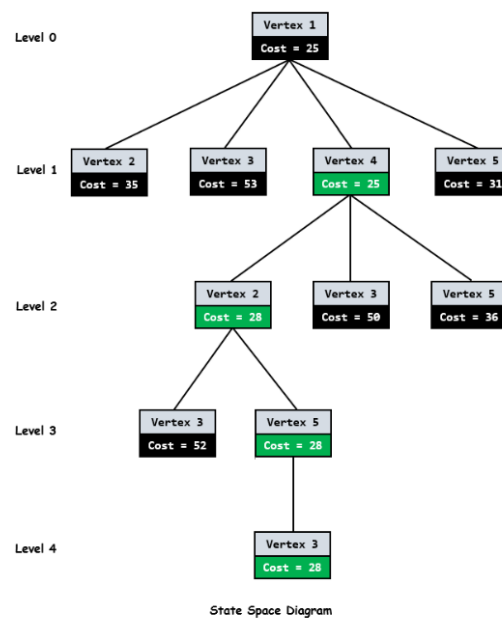 Level 0
Vertex 1
Cost = 25
Level 1
Vertex 2
Cost = 35
Vertex 3
Cost = 53
Vertex 4
Cost = 25
Vertex 5
Cost = 31
Level 2
Vertex 2
Cost = 28
Vertex 3
Cost = 50
Vertex 5
Cost = 36
Level 3
Vertex 3
Cost = 52
Vertex 5
Cost = 28
Level 4
Vertex 3
Cost = 28
State Space Diagram